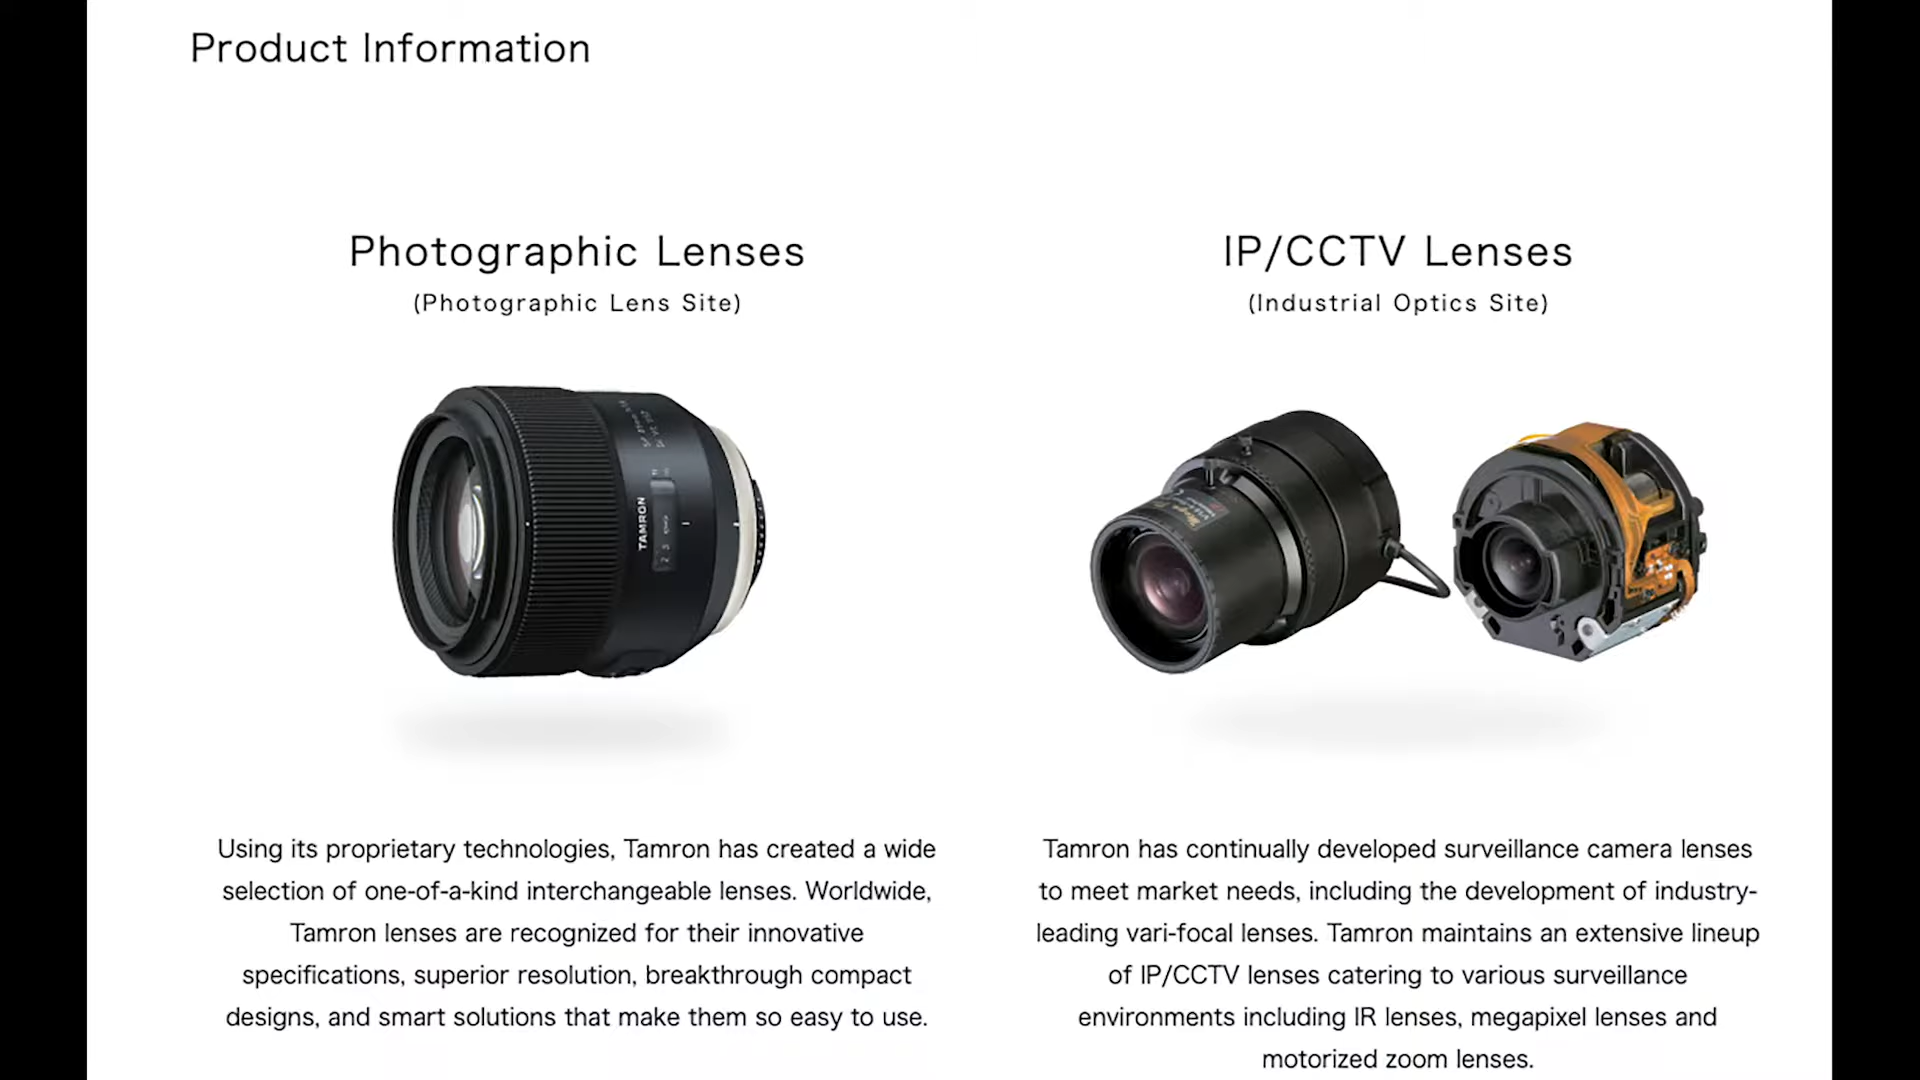 Product Information
Photographic Lenses
(Photographic Lens Site)
TAMRON
Using its proprietary technologies, Tamron has created a wide
selection of one-of-a-kind interchangeable lenses. Worldwide,
Tamron lenses are recognized for their innovative
specifications, superior resolution, breakthrough compact
designs, and smart solutions that make them so easy to use.
IP/CCTV Lenses
(Industrial Optics Site)
Tamron has continually developed surveillance camera lenses
to meet market needs, including the development of industry-
leading vari-focal lenses. Tamron maintains an extensive lineup
of IP/CCTV lenses catering to various surveillance
environments including IR lenses, megapixel lenses and
motorized zoom lenses.